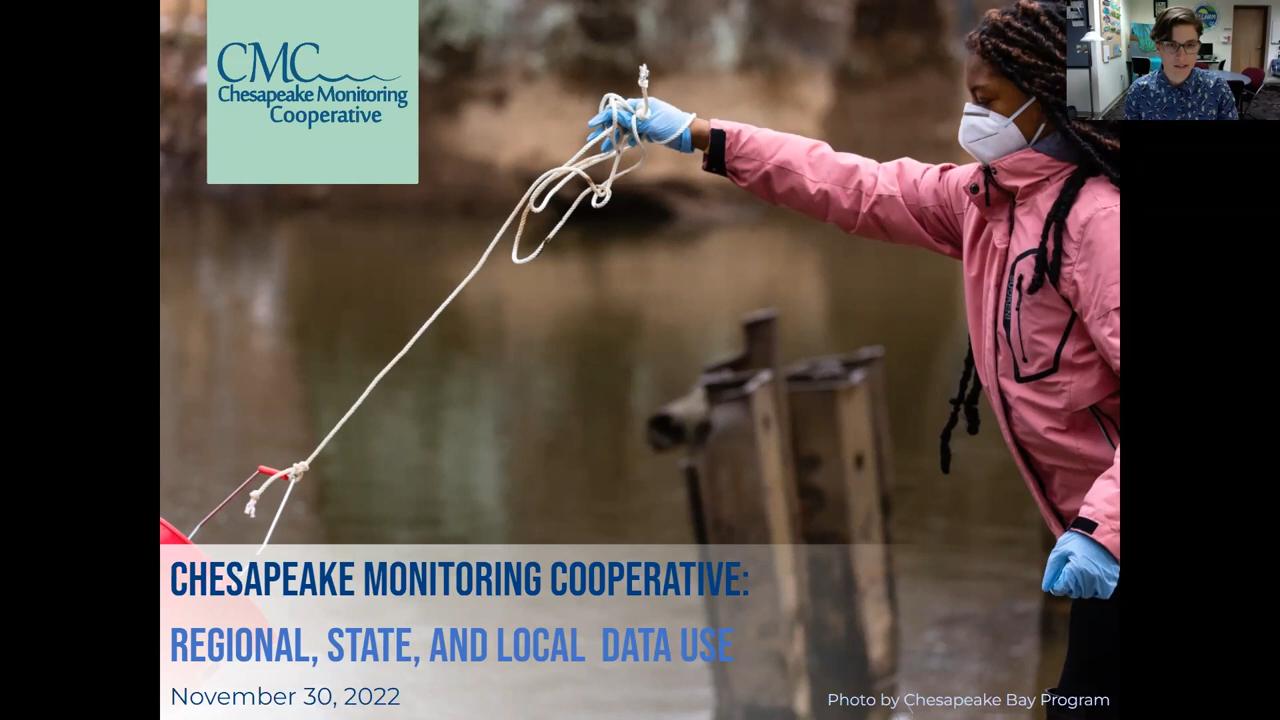 CMC
Chesapeake Monitoring
Cooperative
CHESAPEAKE MONITORING COOPERATIVE:
REGIONAL, STATE, AND LOCAL DATA USE
November 30, 2022
Photo by Chesapeake Bay Program